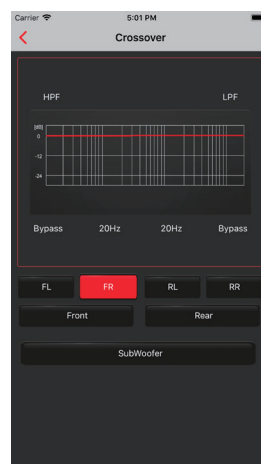 Carrier 5:01 PM
Crossover
HPF LPF
[dB]
0
-12
-24
Bypass 20Hz 20Hz Bypass
FL FR RL RR
Front Rear
SubWoofer